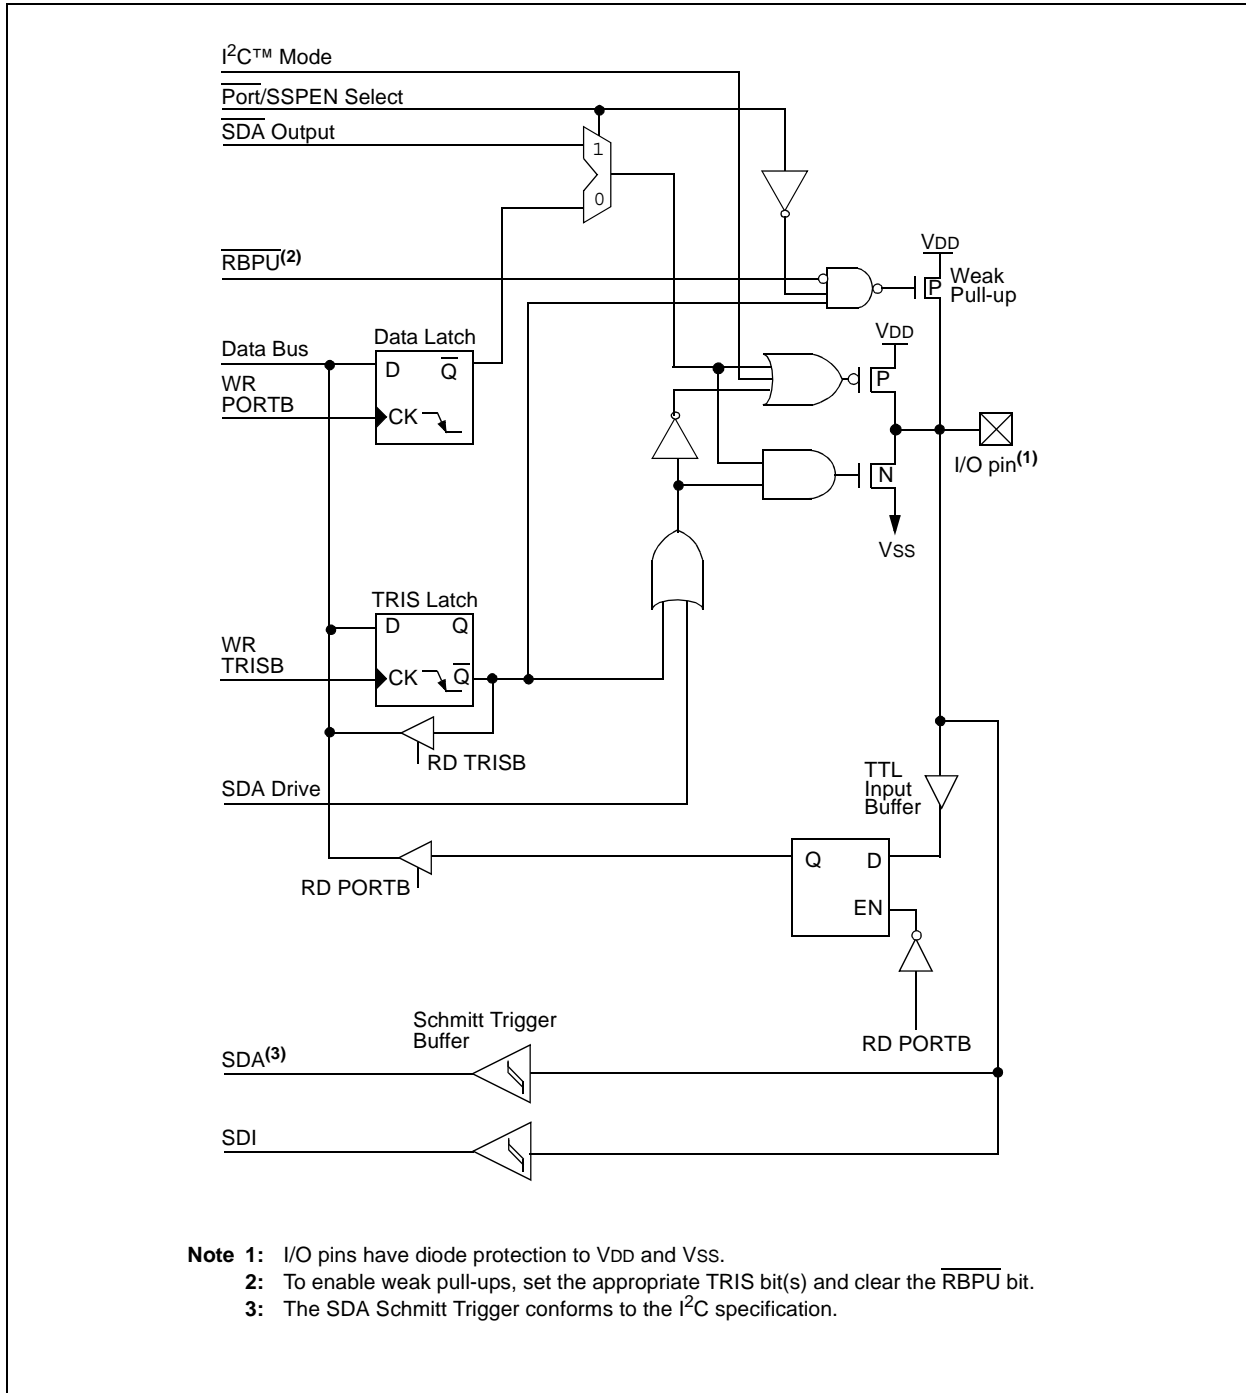 I²C™ Mode
Port/SSPEN Select
SDA Output
1
0
RBPU(2)
VDD
P
Weak
Pull-up
VDD
Data Latch
Data Bus
D
Q
P
WR
PORTB
CK
I/O pin(1)
N
VSS
TRIS Latch
D
Q
WR
TRISB
CK
Q
RD TRISB
TTL
Input
Buffer
SDA Drive
Q
D
RD PORTB
EN
Schmitt Trigger
Buffer
RD PORTB
SDA(3)
SDI
Note 1: I/O pins have diode protection to VDD and VSS.
2: To enable weak pull-ups, set the appropriate TRIS bit(s) and clear the RBPU bit.
3: The SDA Schmitt Trigger conforms to the I²C specification.